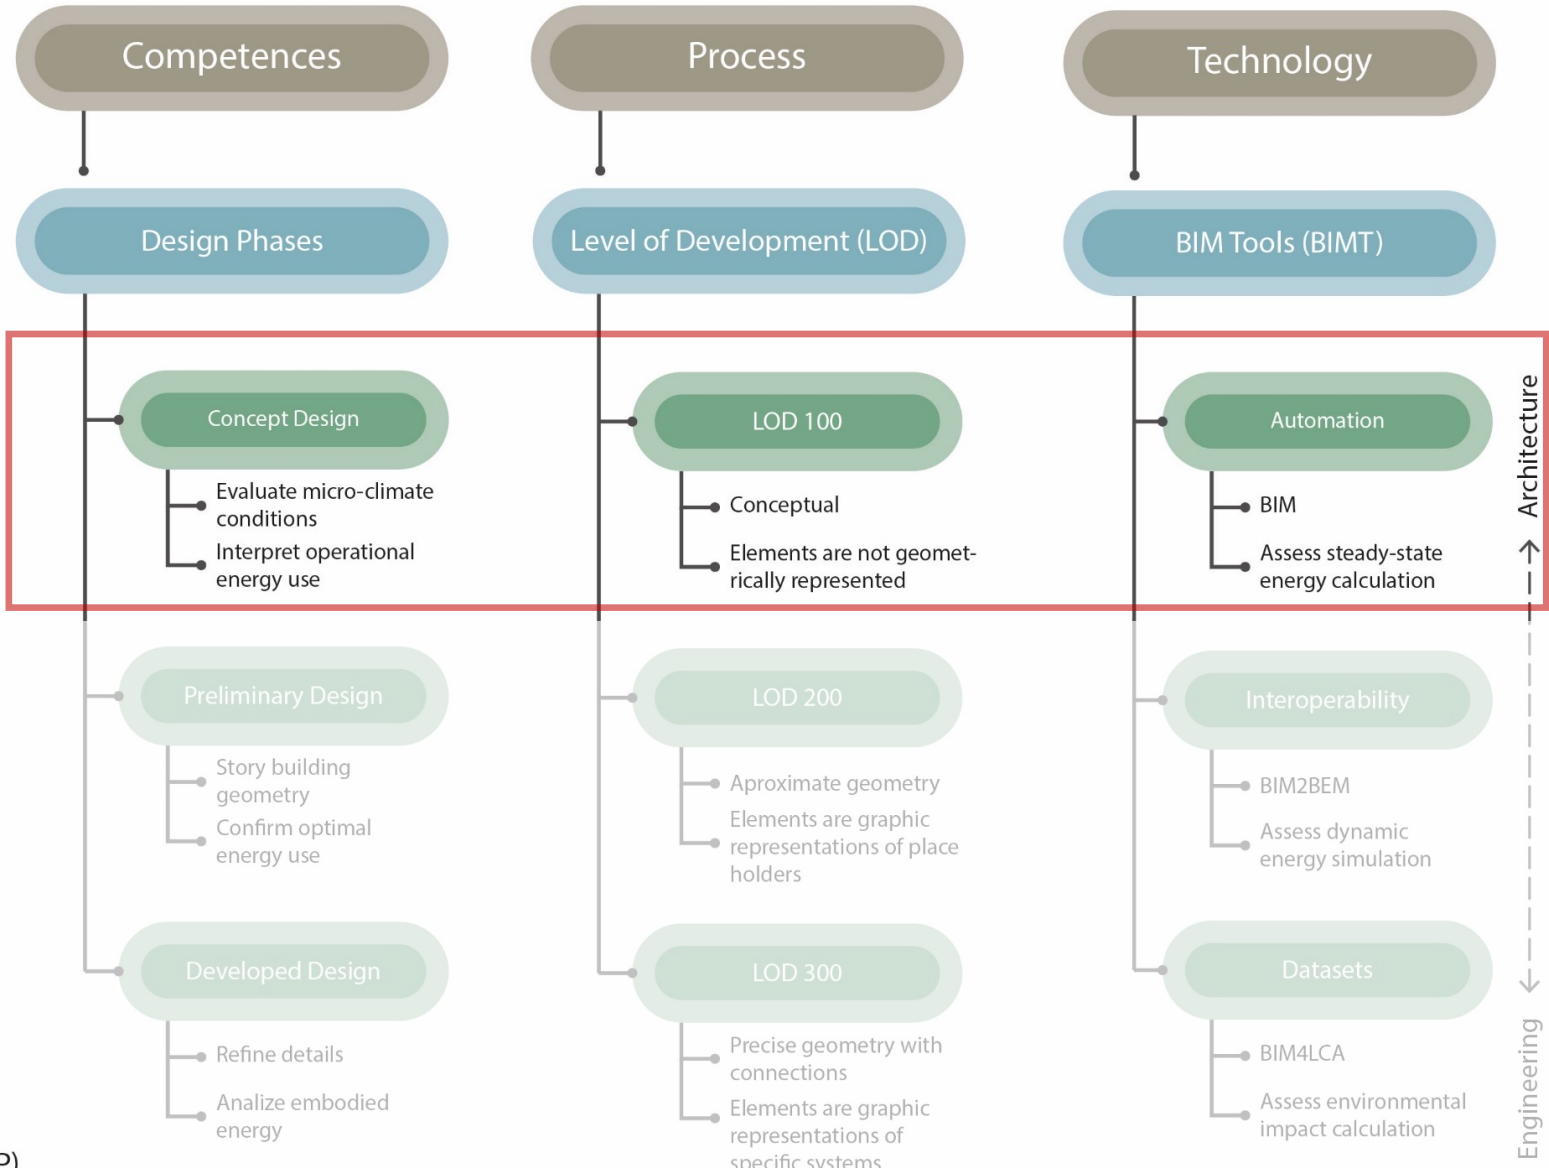 Competences
Process
Technology
Design Phases
Level of Development (LOD)
BIM Tools (BIMT)
Concept Design
Evaluate micro-climate
conditions
Interpret operational
energy use
LOD 100
Conceptual
Elements are not geomet-
rically represented
Automation
BIM
Assess steady-state
energy calculation
Architecture
Preliminary Design
Story building
geometry
Confirm optimal
energy use
LOD 200
Aproximate geometry
Elements are graphic
representations of place
holders
Interoperability
BIM2BEM
Assess dynamic
energy simulation
Developed Design
Refine details
Analize embodied
energy
LOD 300
Precise geometry with
connections
Elements are graphic
representations of
specific systems
Datasets
BIM4LCA
Assess environmental
impact calculation
Engineering
P)